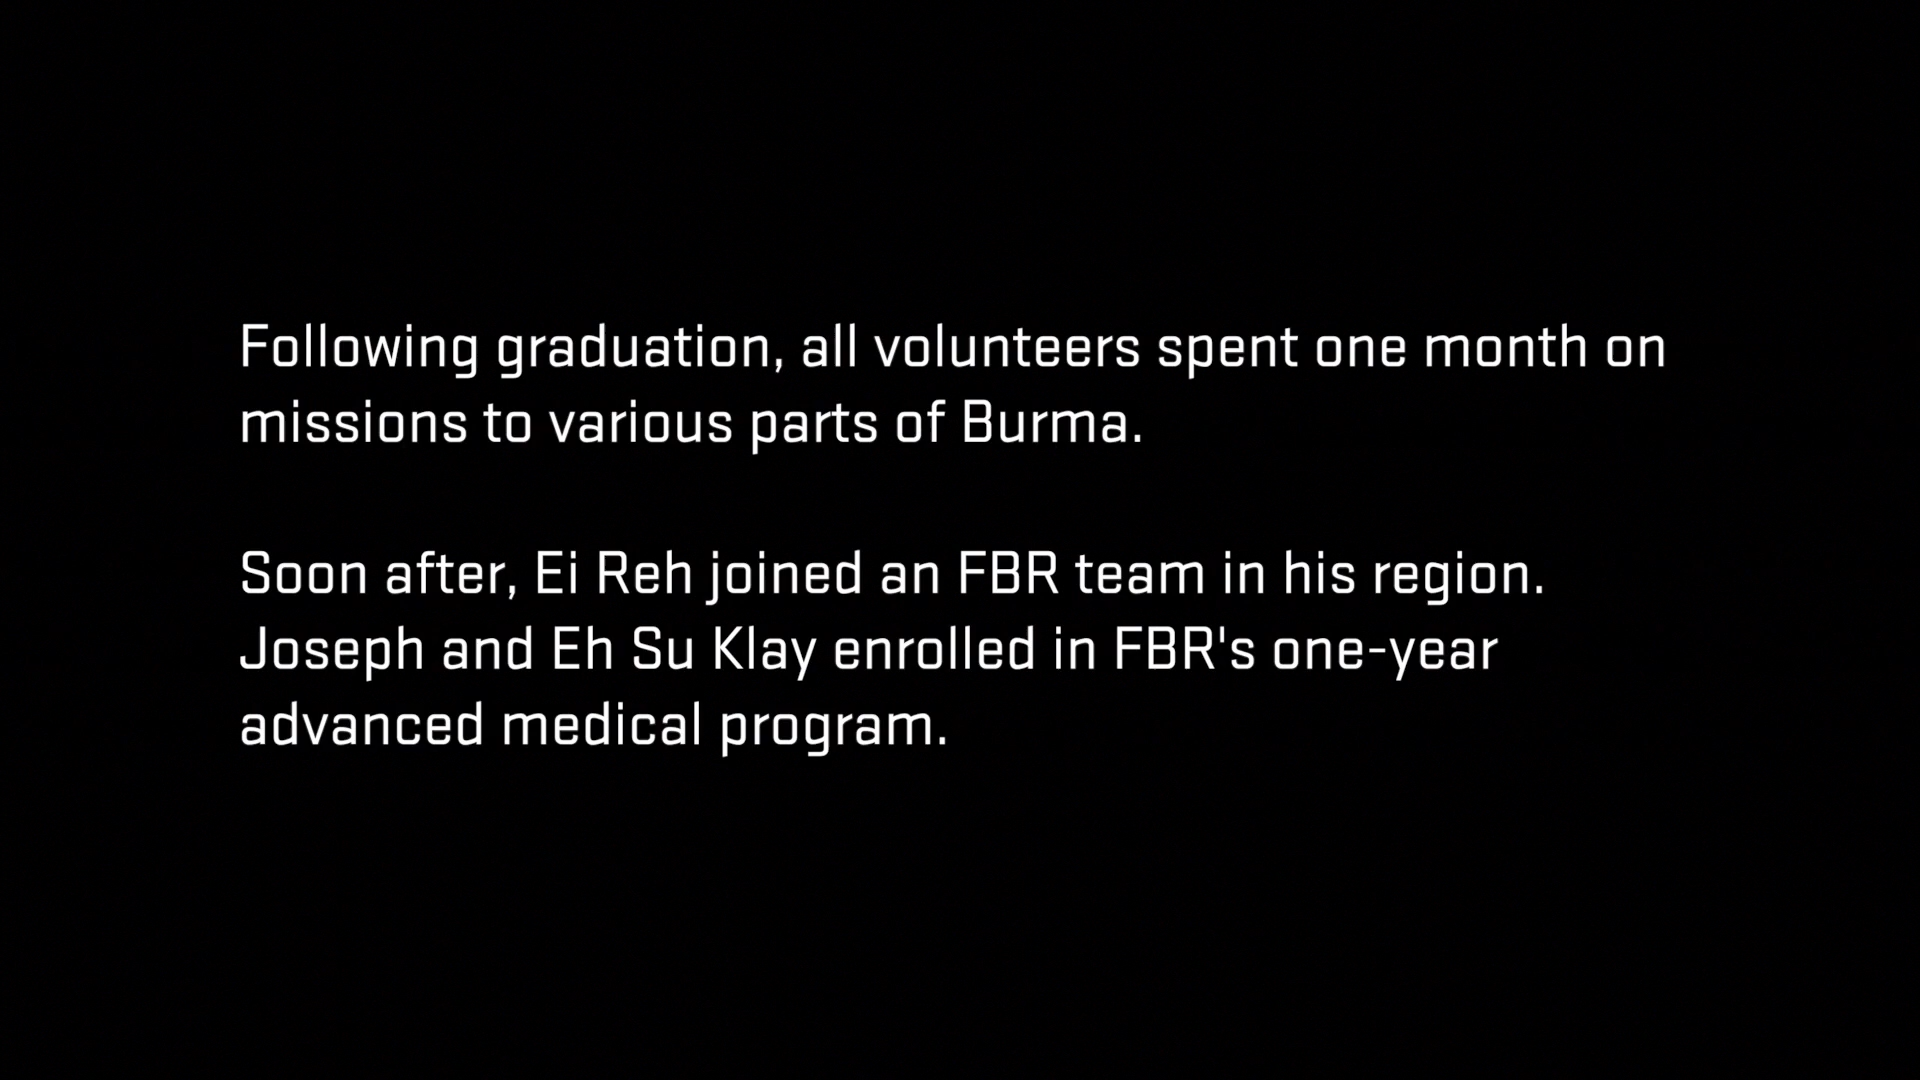 Following graduation, all volunteers spent one month on
missions to various parts of Burma.
Soon after, Ei Reh joined an FBR team in his region.
Joseph and Eh Su Klay enrolled in FBR's one-year
advanced medical program.